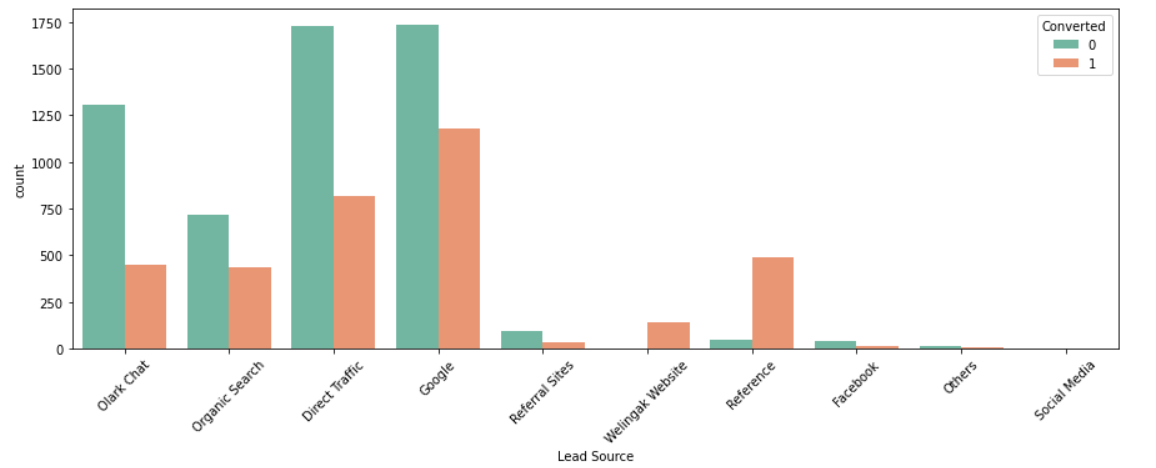 1750
1500
1250
1000
750
500
250
0
count
Converted
0
1
Olark Chat
Organic Search
Direct Traffic
Google
Referral Sites
Welingak Website
Reference
Facebook
Others
Social Media
Lead Source